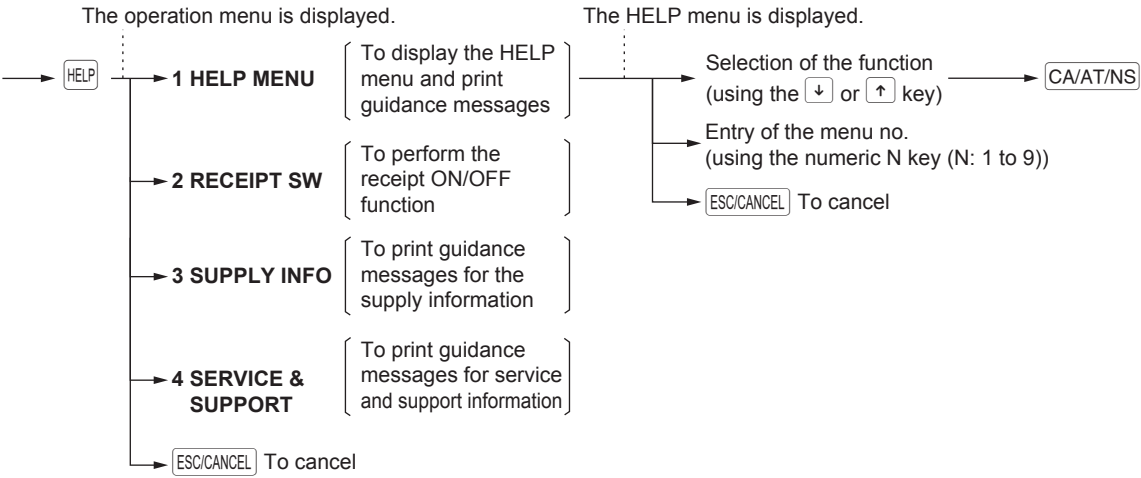 The operation menu is displayed.
The HELP menu is displayed.
HELP
1 HELP MENU
To display the HELP
menu and print
guidance messages
Selection of the function
(using the ↓ or ↑ key)
CA/AT/NS
Entry of the menu no.
(using the numeric N key (N: 1 to 9))
ESC/CANCEL To cancel
2 RECEIPT SW
To perform the
receipt ON/OFF
function
3 SUPPLY INFO
To print guidance
messages for the
supply information
4 SERVICE &
SUPPORT
To print guidance
messages for service
and support information
ESC/CANCEL To cancel